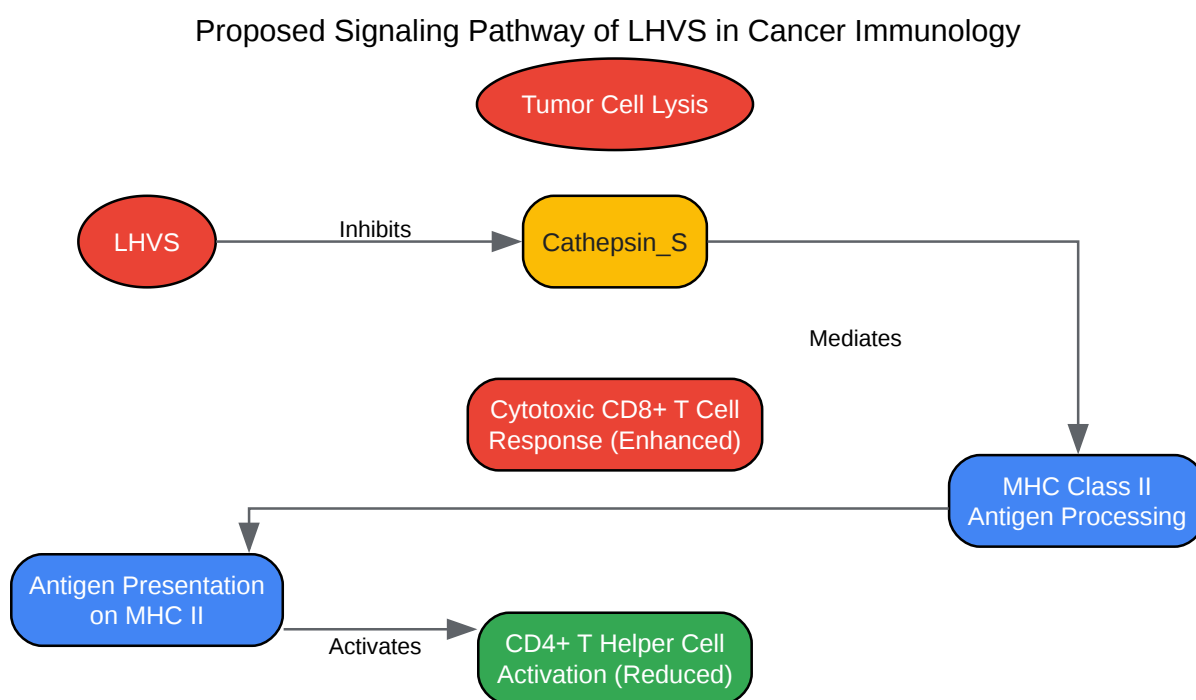 Proposed Signaling Pathway of LHVS in Cancer Immunology
Tumor Cell Lysis
LHVS
Inhibits
Cathepsin_S
Mediates
Cytotoxic CD8+ T Cell
Response (Enhanced)
MHC Class II
Antigen Processing
Antigen Presentation
on MHC II
Activates
CD4+ T Helper Cell
Activation (Reduced)